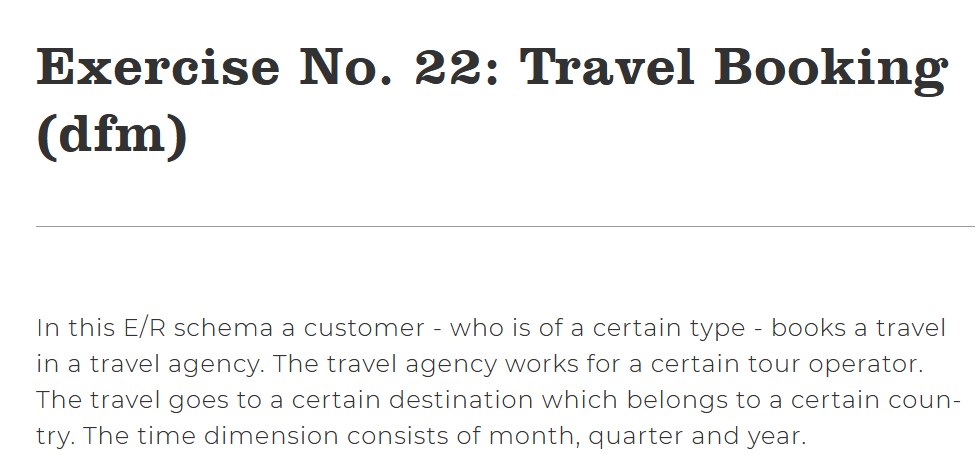 Exercise No. 22: Travel Booking
(dfm)
In this E/R schema a customer - who is of a certain type - books a travel
in a travel agency. The travel agency works for a certain tour operator.
The travel goes to a certain destination which belongs to a certain coun-
try. The time dimension consists of month, quarter and year.